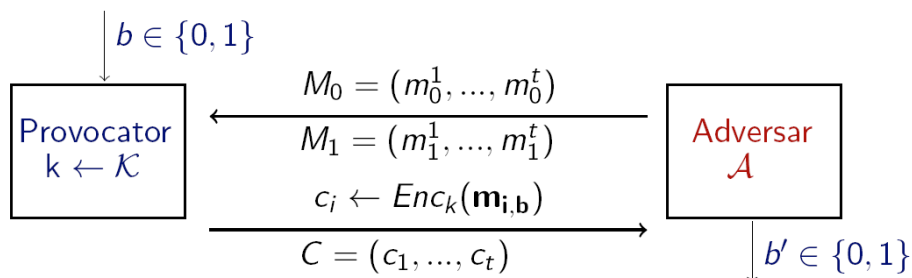 b ∈ {0, 1}
M₀ = (m₀¹, ..., m₀ᵗ)
Provocator
k ← 𝒦
M₁ = (m₁¹, ..., m₁ᵗ)
Adversar
𝒜
cᵢ ← Encₖ(mᵢ,b)
C = (c₁, ..., cₜ)
b′ ∈ {0, 1}